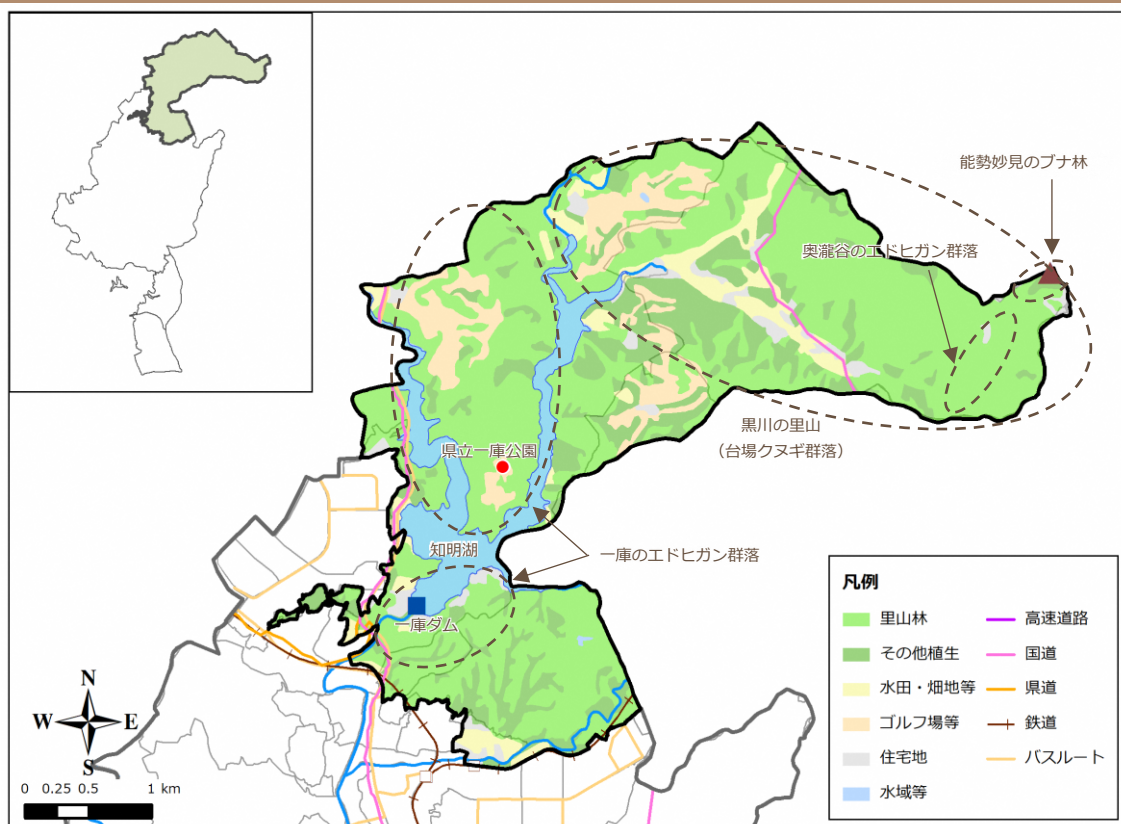 能勢妙見のブナ林
奥瀧谷のエドヒガン群落
黒川の里山
（台場クヌギ群落）
県立一庫公園
知明湖
一庫のエドヒガン群落
一庫ダム
N
W
E
S
0 0.25 0.5 1 km
凡例
里山林
その他植生
水田・畑地等
ゴルフ場等
住宅地
水域等
高速道路
国道
県道
鉄道
バスルート